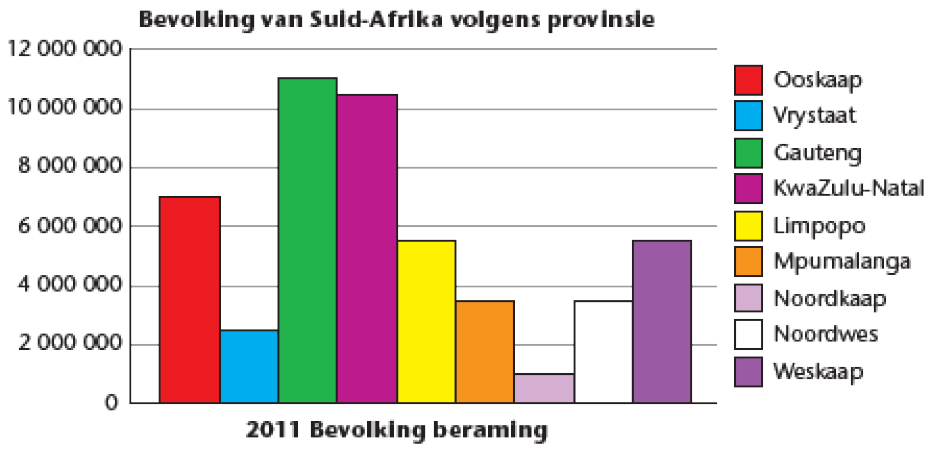 Bevolking van Suid-Afrika volgens provinsie
12 000 000
10 000 000
8 000 000
6 000 000
4 000 000
2 000 000
0
2011 Bevolking beraming
Ooskaap
Vrystaat
Gauteng
KwaZulu-Natal
Limpopo
Mpumalanga
Noordkaap
Noordwes
Weskaap